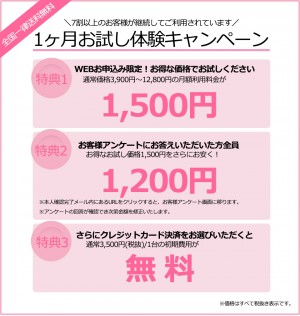 全国一律送料無料
＼7割以上のお客様が継続してご利用されています／
1ヶ月お試し体験キャンペーン
特典1
WEBお申込み限定！お得な価格でお試しください
通常価格3,900円～12,800円の月額利用料金が
1,500円
特典2
お客様アンケートにお答えいただいた方全員
お得なお試し価格1,500円をさらにお安く！
1,200円
※本人確認完了メール内にあるURLをクリックすると、お客様アンケート画面に移ります。
※アンケートの回答が確認でき次第金額を修正いたします。
特典3
さらにクレジットカード決済をお選びいただくと
通常3,500円(税抜)/1台の初期費用が
無料
※価格はすべて税抜き表示です。